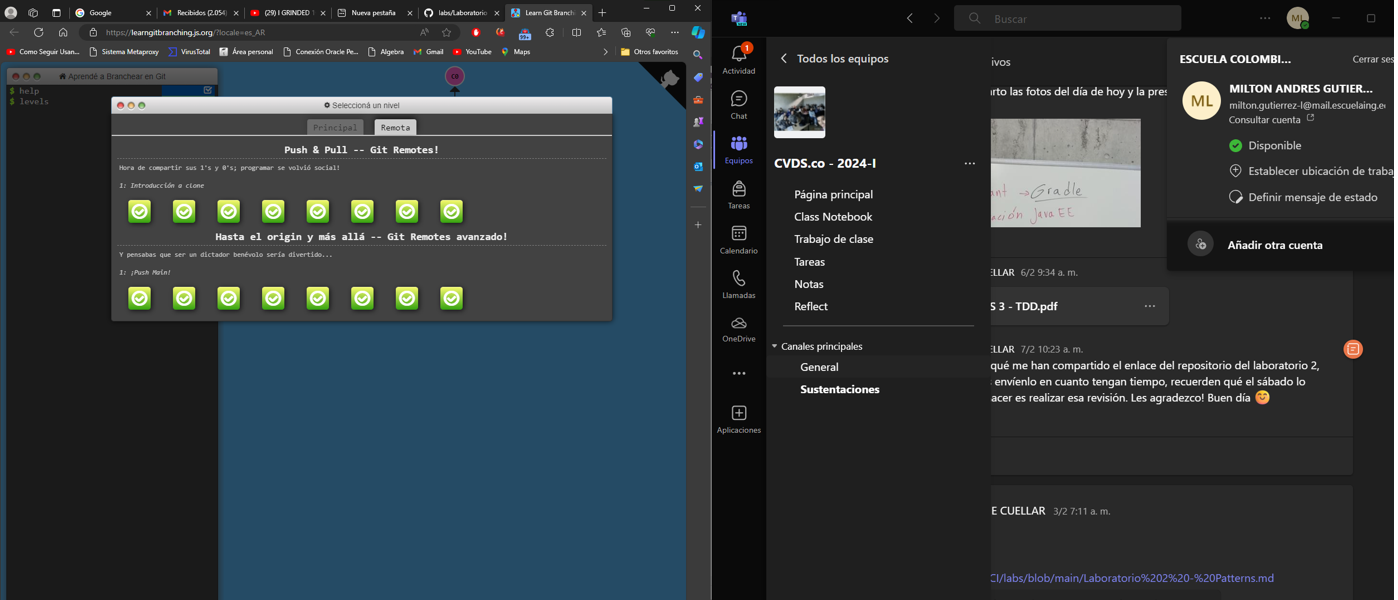 Google
Recibidos (2.054)
(29) I GRINDED
Nueva pestaña
labs/Laboratorio
Learn Git Branch
https://learngitbranching.js.org/?locale=es_AR
Como Seguir Usan...
Sistema Metaproxy
VirusTotal
Área personal
Conexión Oracle Pe...
Algebra
Gmail
YouTube
Maps
Otros favoritos
Aprendé a Branchear en Git
$ help
$ levels
C0
Seleccioná un nivel
Principal
Remota
Push & Pull -- Git Remotes!
Hora de compartir sus 1's y 0's; programar se volvió social!
1: Introducción a clone
Hasta el origin y más allá -- Git Remotes avanzado!
Y pensabas que ser un dictador benévolo sería divertido...
1: ¡Push Main!
Buscar
ML
1
Actividad
Chat
Equipos
Tareas
Calendario
Llamadas
OneDrive
Aplicaciones
Todos los equipos
CVDS.co - 2024-I
Página principal
Class Notebook
Trabajo de clase
Tareas
Notas
Reflect
Canales principales
General
Sustentaciones
ivos
arto las fotos del día de hoy y la pres
ant → Gradle
ción Java EE
ELLAR 6/2 9:34 a. m.
S 3 - TDD.pdf
ELLAR 7/2 10:23 a. m.
qué me han compartido el enlace del repositorio del laboratorio 2,
s envíenlo en cuanto tengan tiempo, recuerden qué el sábado lo
acer es realizar esa revisión. Les agradezco! Buen día
E CUELLAR 3/2 7:11 a. m.
CI/labs/blob/main/Laboratorio%202%20-%20Patterns.md
ESCUELA COLOMBI...
Cerrar ses
ML
MILTON ANDRES GUTIER...
milton.gutierrez-l@mail.escuelaing.e
Consultar cuenta
Disponible
Establecer ubicación de traba
Definir mensaje de estado
Añadir otra cuenta